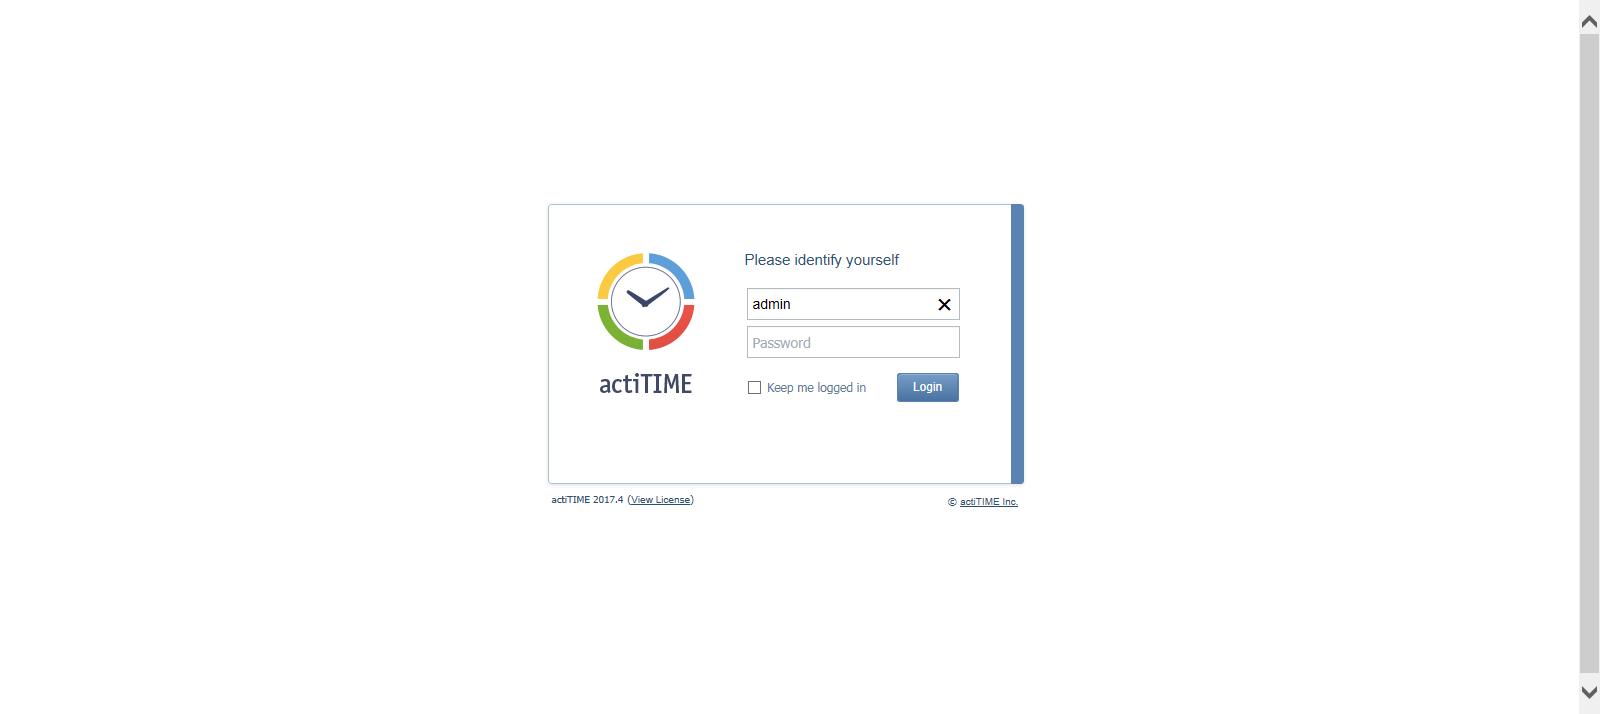 Please identify yourself
admin
Password
actiTIME
Keep me logged in
Login
actiTIME 2017.4 (View License)
© actiTIME Inc.